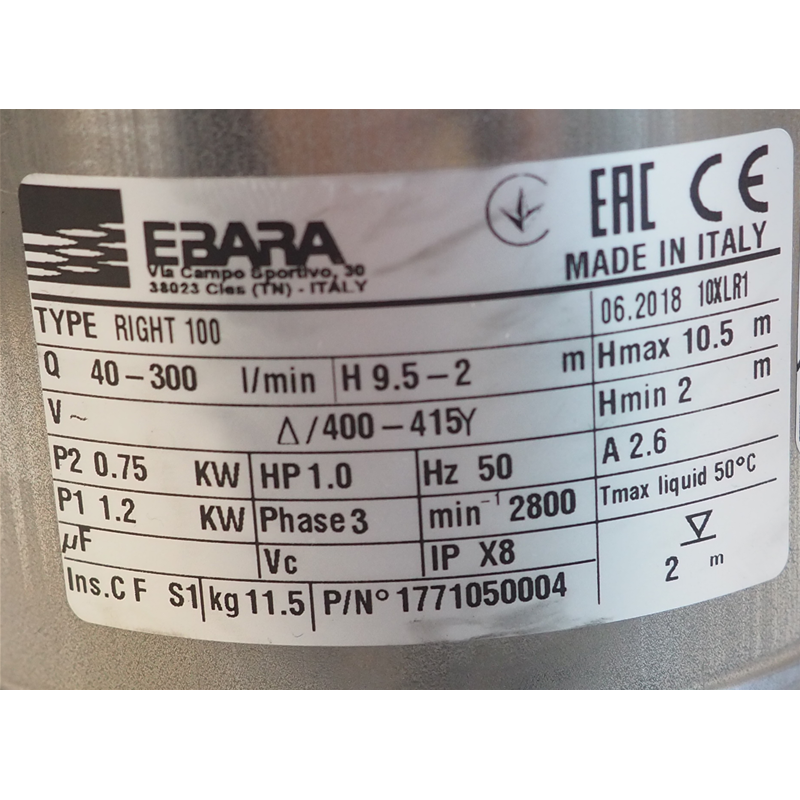 EBARA
Via Campo Sportivo, 30
38023 Cles (TN) - ITALY
EAC CE
MADE IN ITALY
TYPE RIGHT 100
06.2018 10XLR1
Q 40-300 l/min H 9.5-2 m
Hmax 10.5 m
V~ Δ/400-415Y
Hmin 2 m
P2 0.75 KW HP 1.0 Hz 50
A 2.6
P1 1.2 KW Phase 3 min⁻¹ 2800
Tmax liquid 50°C
µF Vc IP X8
2 m
Ins.C F S1 kg 11.5 P/N° 1771050004